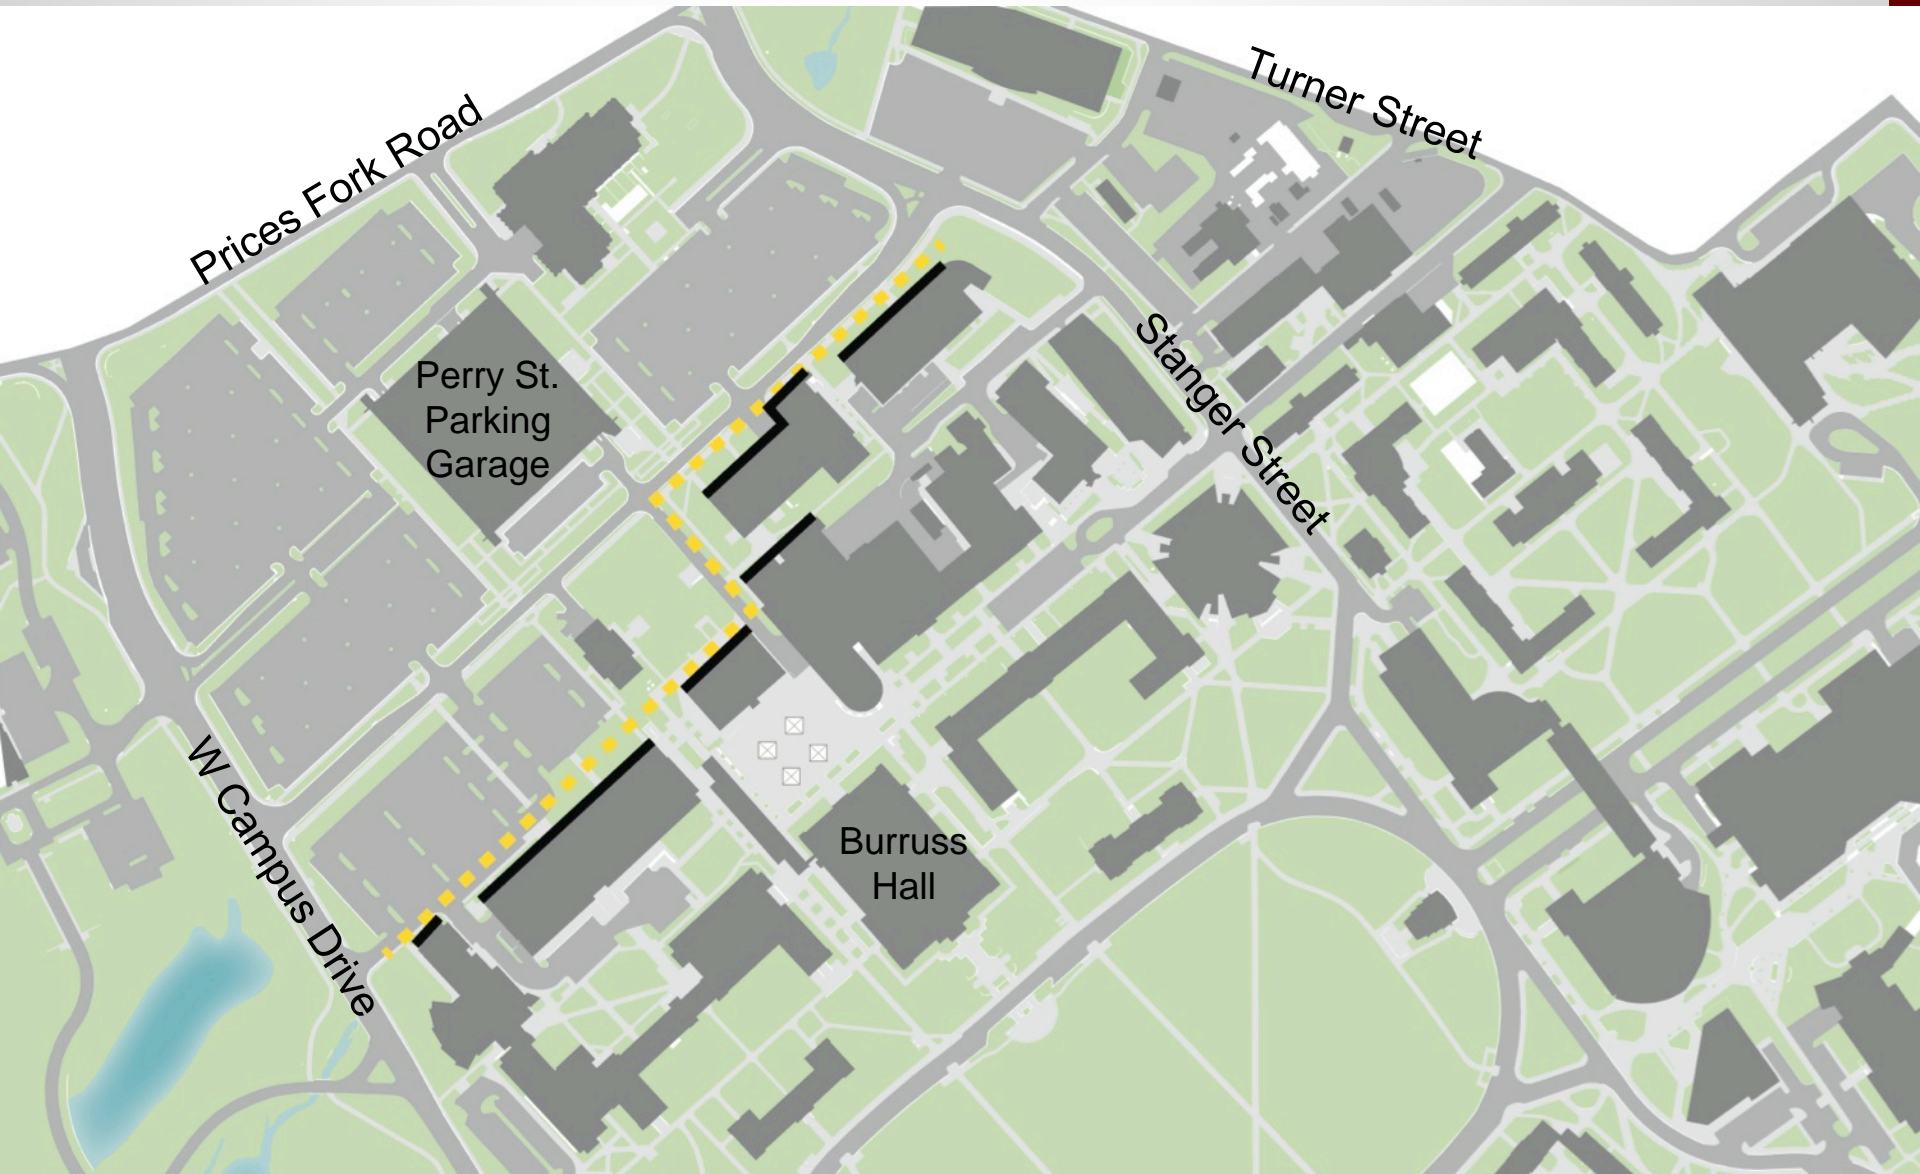 Turner Street
Prices Fork Road
Perry St.
Parking
Garage
Stanger Street
W Campus Drive
Burruss
Hall